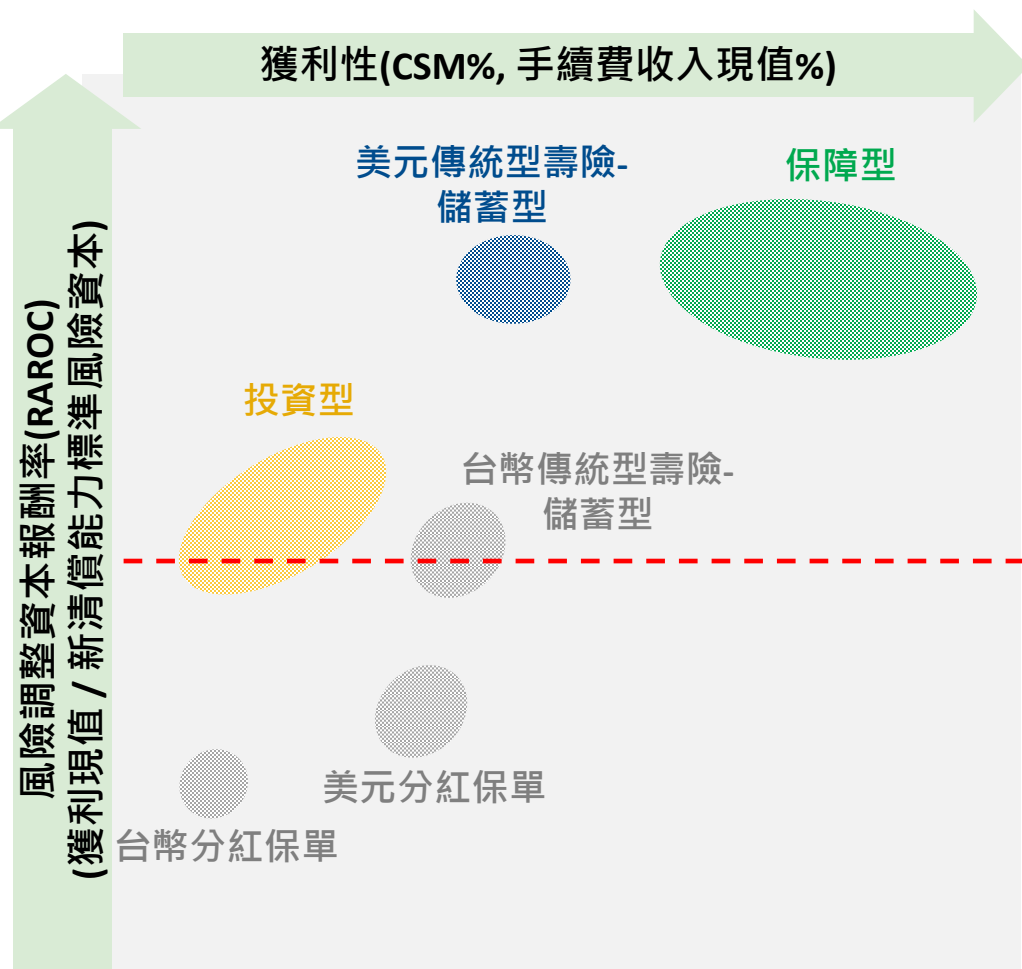 獲利性(CSM%, 手續費收入現值%)
風險調整資本報酬率(RAROC)
(獲利現值 / 新清償能力標準風險資本)
美元傳統型壽險-
儲蓄型
保障型
投資型
台幣傳統型壽險-
儲蓄型
美元分紅保單
台幣分紅保單